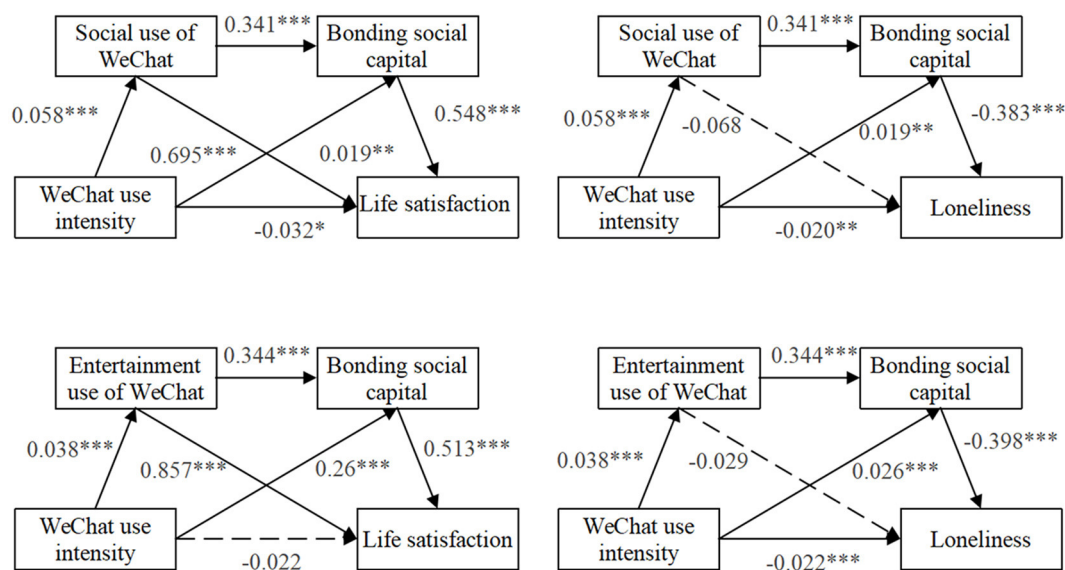 Social use of
WeChat
0.341***
Bonding social
capital
0.058***
0.695***
0.019**
0.548***
WeChat use
intensity
Life satisfaction
-0.032*
Social use of
WeChat
0.341***
Bonding social
capital
0.058***
-0.068
0.019**
-0.383***
WeChat use
intensity
Loneliness
-0.020**
Entertainment
use of WeChat
0.344***
Bonding social
capital
0.038***
0.857***
0.26***
0.513***
WeChat use
intensity
Life satisfaction
-0.022
Entertainment
use of WeChat
0.344***
Bonding social
capital
0.038***
-0.029
0.026***
-0.398***
WeChat use
intensity
Loneliness
-0.022***